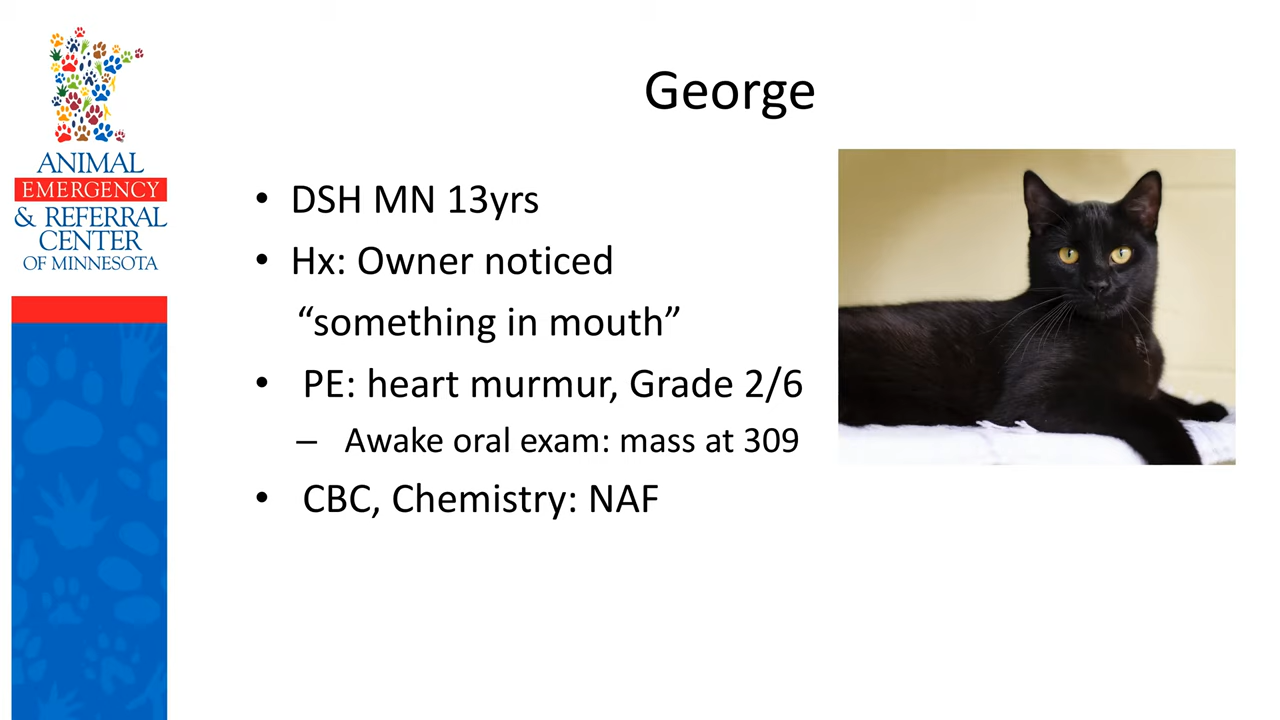 George
ANIMAL
EMERGENCY
& REFERRAL
CENTER
OF MINNESOTA
• DSH MN 13yrs
• Hx: Owner noticed
“something in mouth”
• PE: heart murmur, Grade 2/6
– Awake oral exam: mass at 309
• CBC, Chemistry: NAF